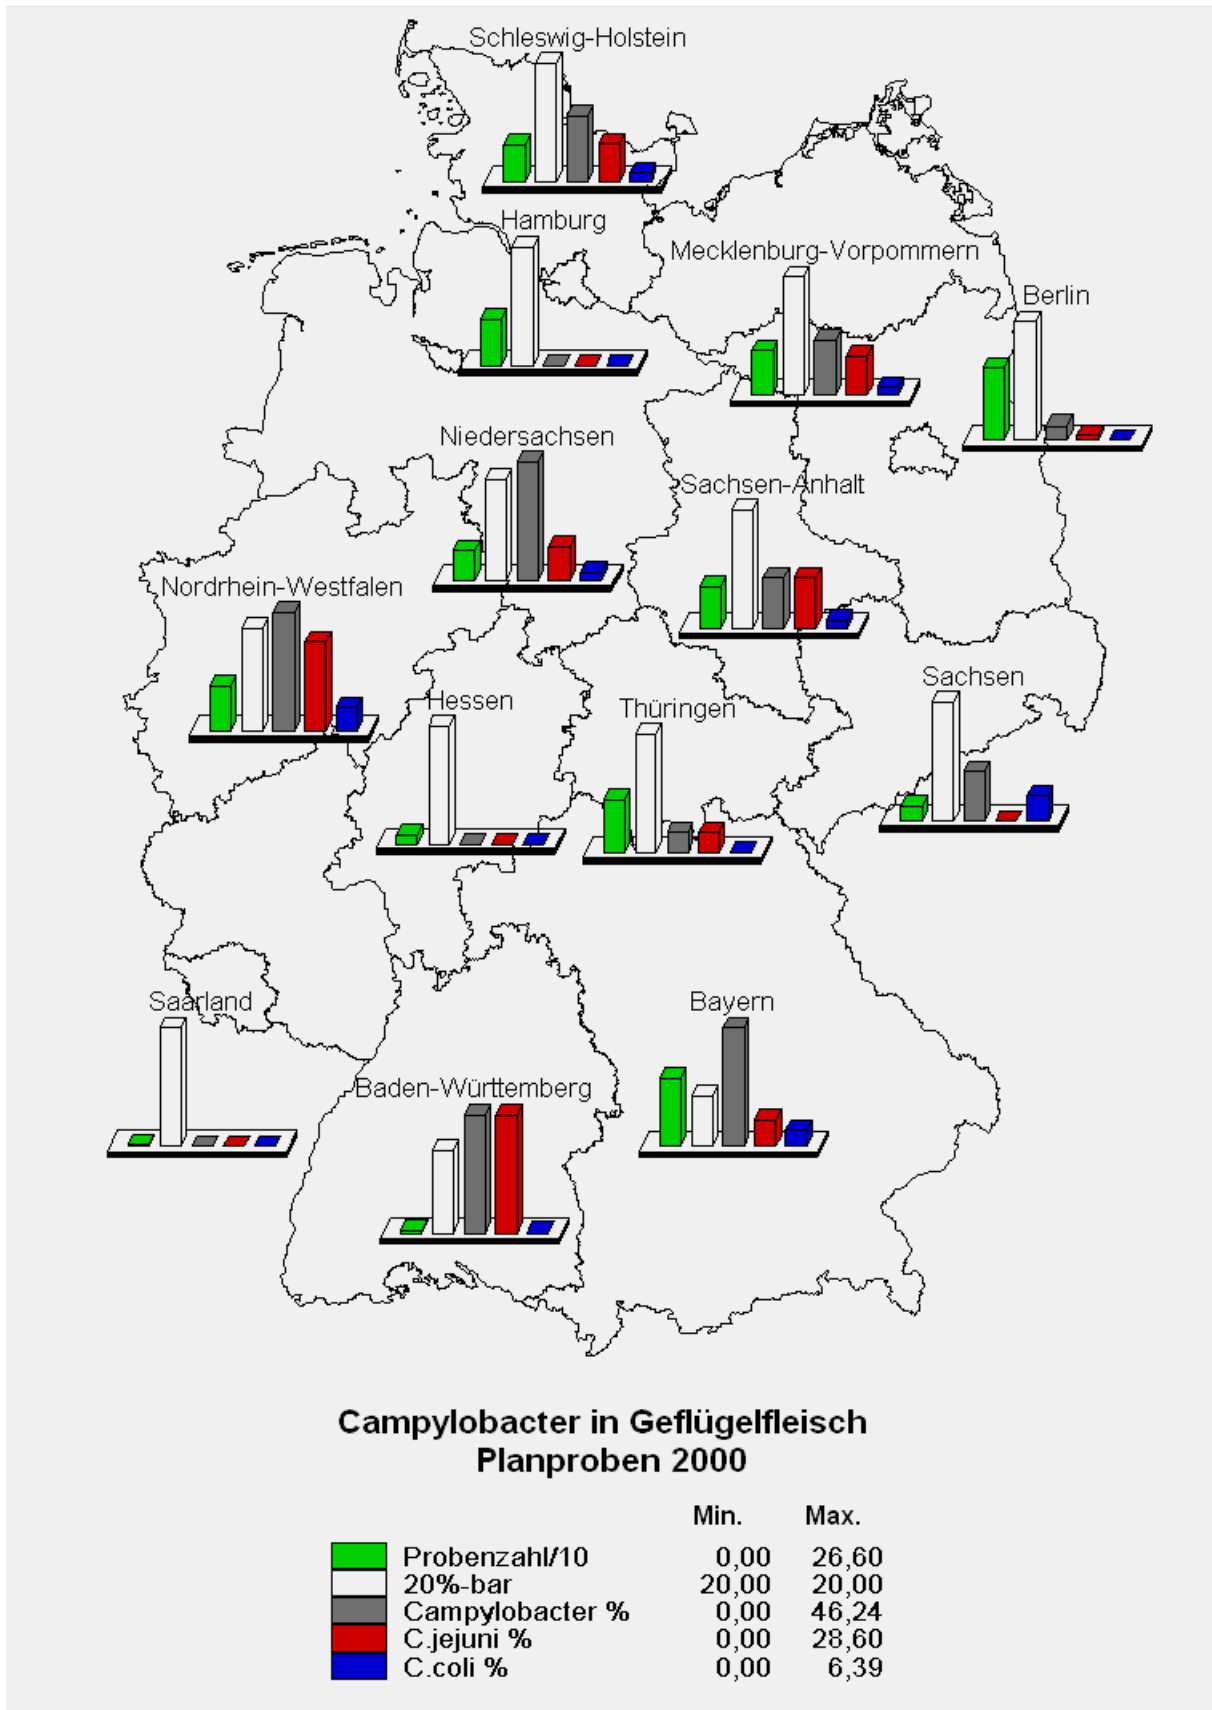 Schleswig-Holstein
Hamburg
Mecklenburg-Vorpommern
Berlin
Niedersachsen
Sachsen-Anhalt
Nordrhein-Westfalen
Sachsen
Hessen
Thüringen
Saarland
Bayern
Baden-Württemberg
Campylobacter in Geflügelfleisch
Planproben 2000
Min. Max.
Probenzahl/10 0,00 26,60
20%-bar 20,00 20,00
Campylobacter % 0,00 46,24
C.jejuni % 0,00 28,60
C.coli % 0,00 6,39